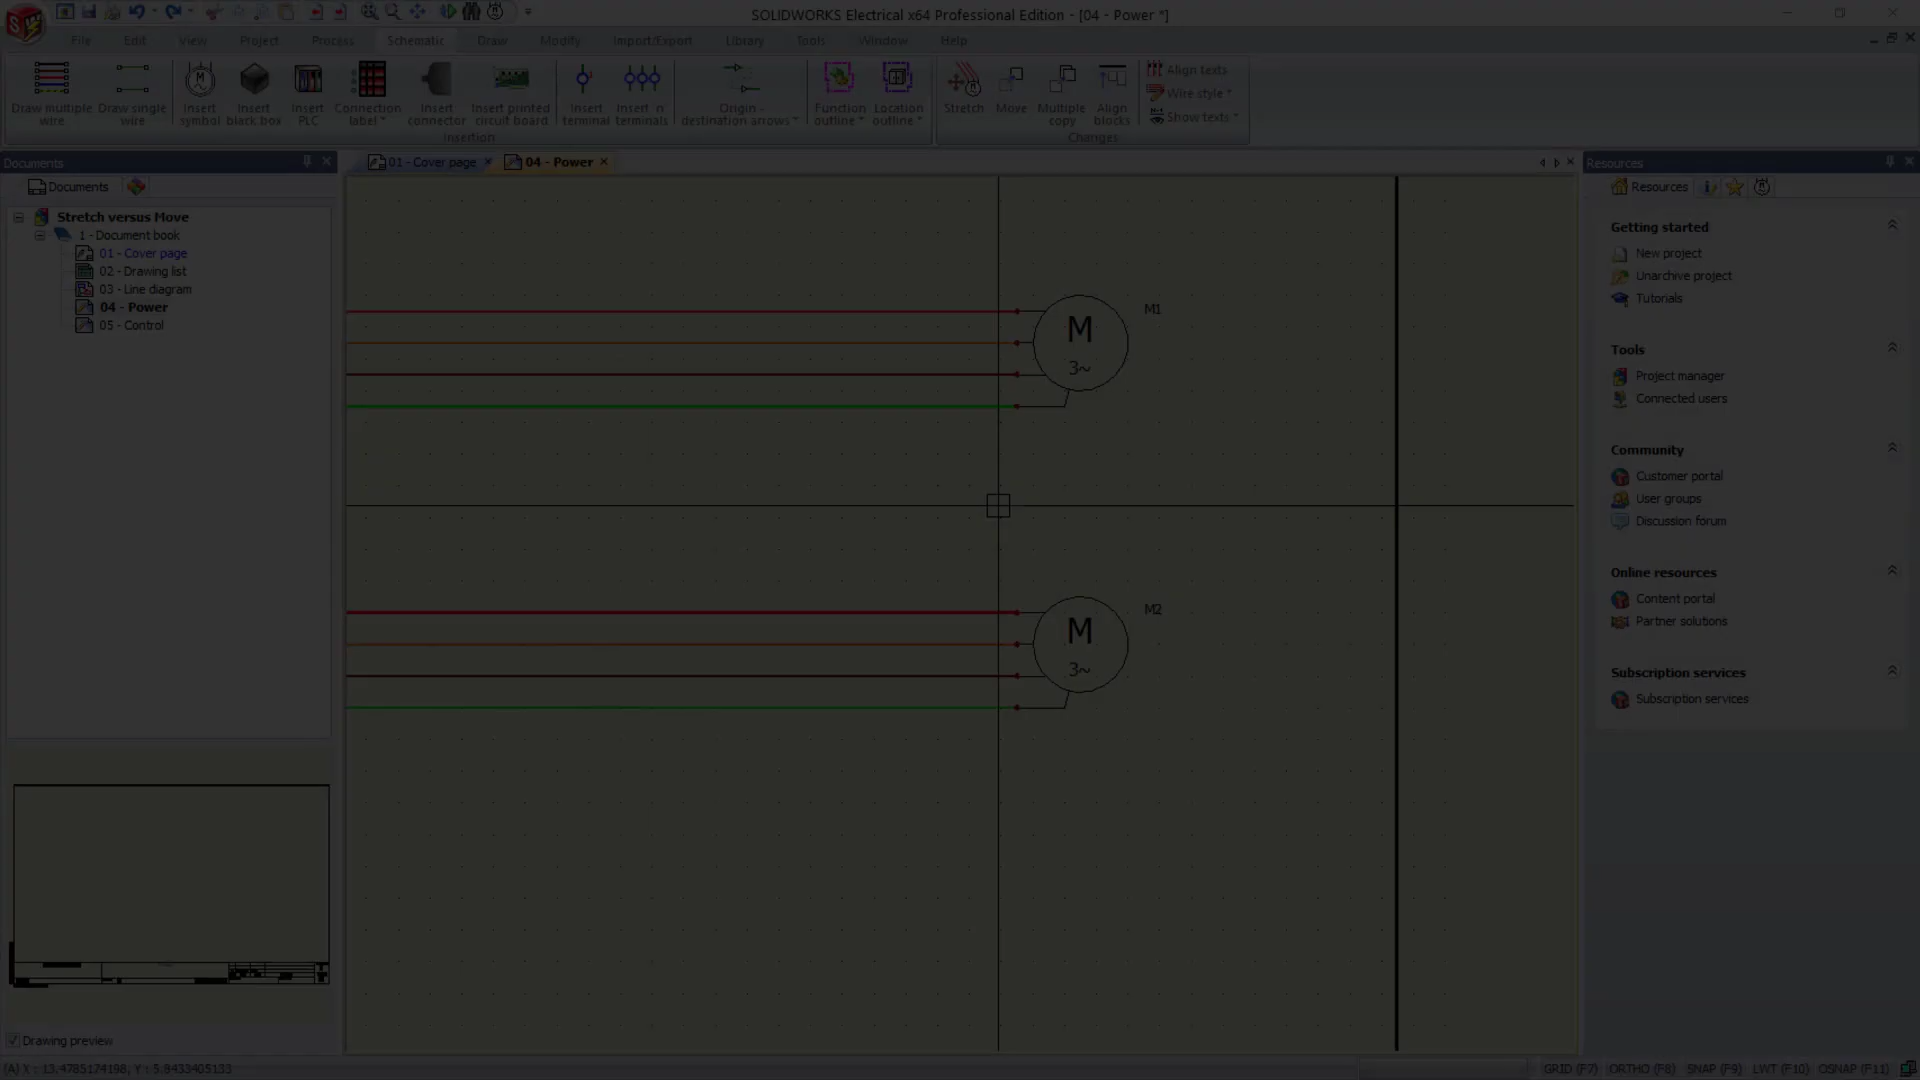 SOLIDWORKS Electrical x64 Professional Edition - [04 - Power *]
File Edit View Project Process Schematic Draw Modify Import/Export Library Tools Window Help
Draw multiple wire
Draw single wire
Insert symbol
Insert black box
Insert PLC
Connection label
Insert connector
Insert printed circuit board
Insert terminal
Insert 'n' terminals
Origin - destination arrows
Function outline
Location outline
Stretch
Move
Multiple copy
Align blocks
Align texts
Wire style
Show texts
Insertion
Changes
Documents
01 - Cover page
04 - Power
Resources
Documents
Resources
Stretch versus Move
1 - Document book
01 - Cover page
02 - Drawing list
03 - Line diagram
04 - Power
05 - Control
M1
M
3~
M2
M
3~
Getting started
New project
Unarchive project
Tutorials
Tools
Project manager
Connected users
Community
Customer portal
User groups
Discussion forum
Online resources
Content portal
Partner solutions
Subscription services
Subscription services
Drawing preview
(A) X : 13.4785174198, Y : 5.8433405133
GRID (F7) ORTHO (F8) SNAP (F9) LWT (F10) OSNAP (F11)